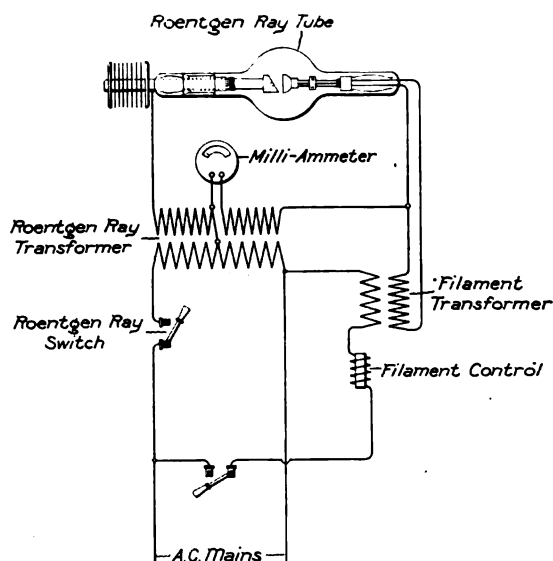 Roentgen Ray Tube
Milli-Ammeter
Roentgen Ray
Transformer
Filament
Transformer
Roentgen Ray
Switch
Filament Control
A.C. Mains